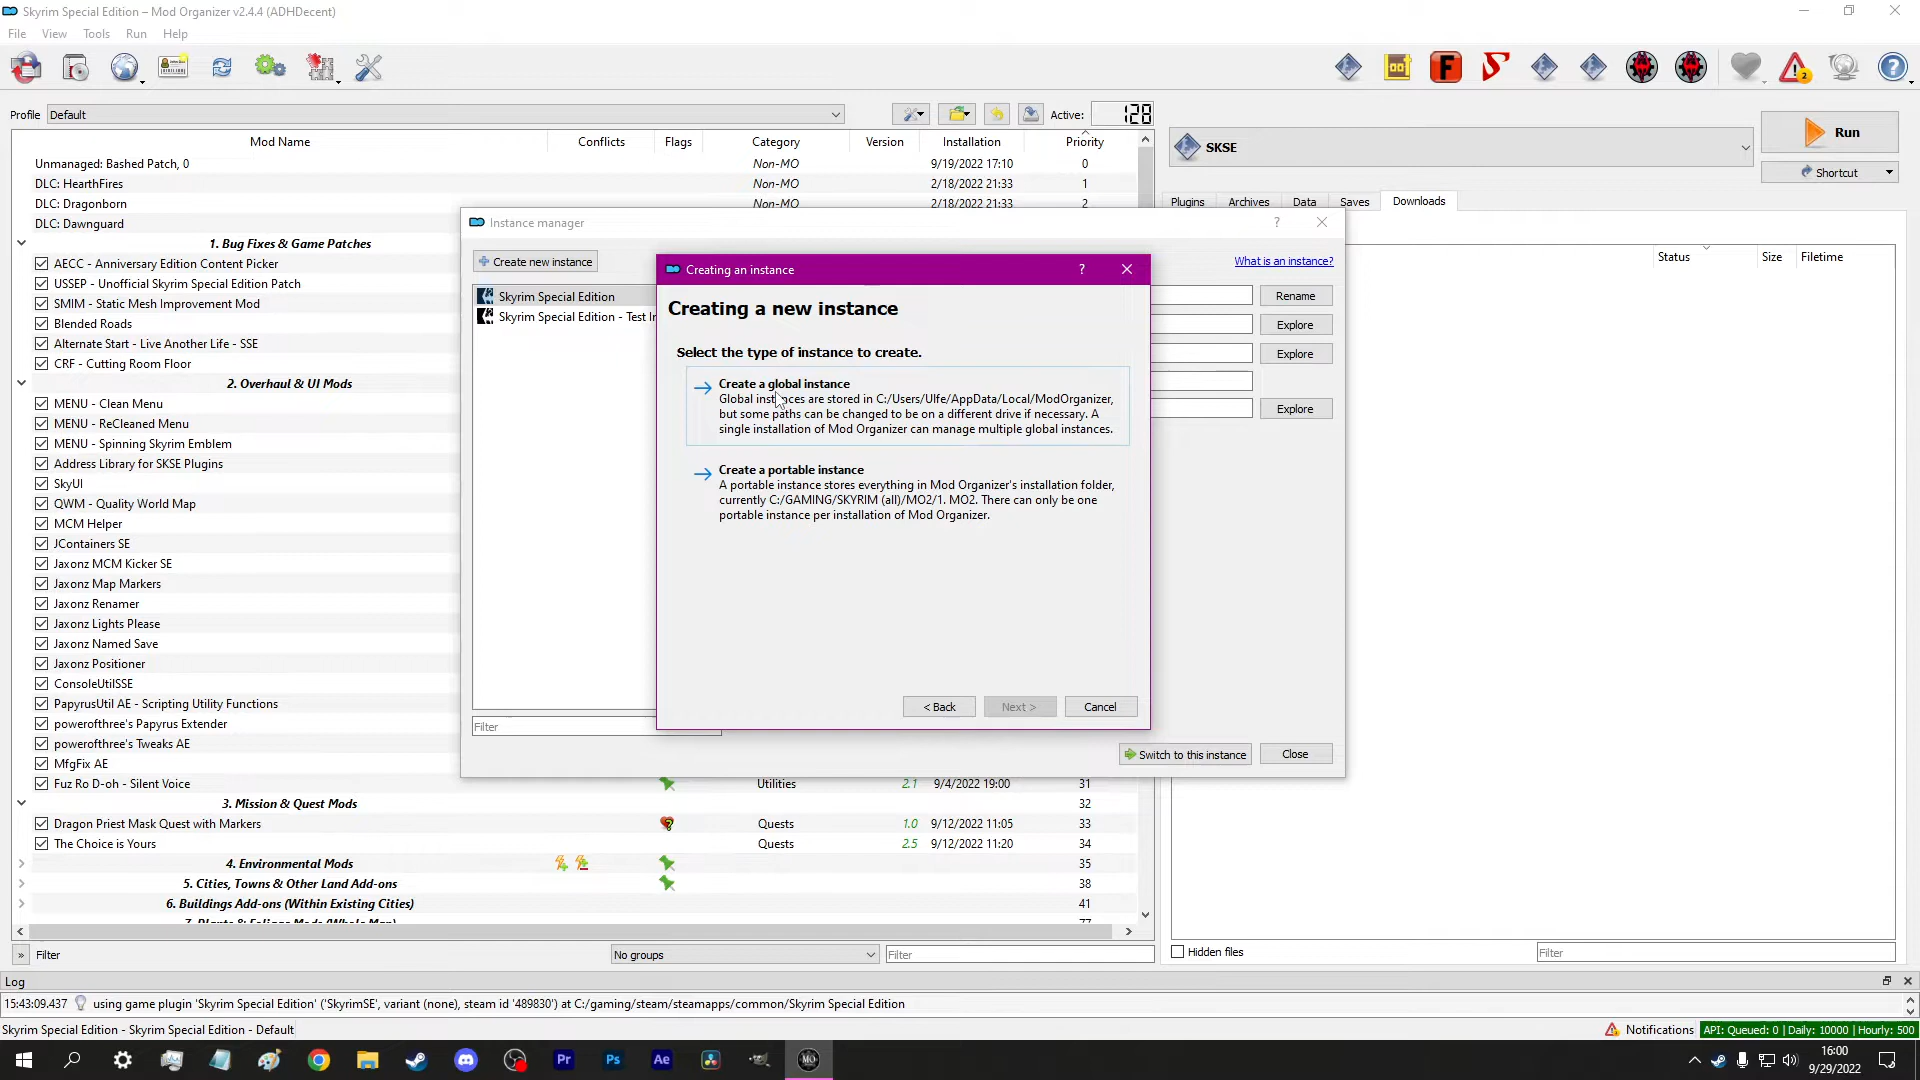 Skyrim Special Edition – Mod Organizer v2.4.4 (ADHDecent)
File View Tools Run Help
Profile Default
Active: 128
Mod Name Conflicts Flags Category Version Installation Priority
Unmanaged: Bashed Patch, 0 Non-MO 9/19/2022 17:10 0
DLC: HearthFires Non-MO 2/18/2022 21:33 1
DLC: Dragonborn Non-MO 2/18/2022 21:33 2
DLC: Dawnguard
1. Bug Fixes & Game Patches
AECC - Anniversary Edition Content Picker
USSEP - Unofficial Skyrim Special Edition Patch
SMIM - Static Mesh Improvement Mod
Blended Roads
Alternate Start - Live Another Life - SSE
CRF - Cutting Room Floor
2. Overhaul & UI Mods
MENU - Clean Menu
MENU - ReCleaned Menu
MENU - Spinning Skyrim Emblem
Address Library for SKSE Plugins
SkyUI
QWM - Quality World Map
MCM Helper
JContainers SE
Jaxonz MCM Kicker SE
Jaxonz Map Markers
Jaxonz Renamer
Jaxonz Lights Please
Jaxonz Named Save
Jaxonz Positioner
ConsoleUtilSSE
PapyrusUtil AE - Scripting Utility Functions
powerofthree's Papyrus Extender
powerofthree's Tweaks AE
MfgFix AE
Fuz Ro D-oh - Silent Voice Utilities 2.1 9/4/2022 19:00 31
3. Mission & Quest Mods 32
Dragon Priest Mask Quest with Markers Quests 1.0 9/12/2022 11:05 33
The Choice is Yours Quests 2.5 9/12/2022 11:20 34
4. Environmental Mods 35
5. Cities, Towns & Other Land Add-ons 38
6. Buildings Add-ons (Within Existing Cities) 41
7. Plants & Foliage Mods (Whole Map) 77
» Filter
No groups
Filter
Instance manager
?
Create new instance
What is an instance?
Skyrim Special Edition
Skyrim Special Edition - Test
Rename
Explore
Explore
Explore
Filter
Switch to this instance
Close
Creating an instance
?
Creating a new instance
Select the type of instance to create.
Create a global instance
Global instances are stored in C:/Users/Ulfe/AppData/Local/ModOrganizer,
but some paths can be changed to be on a different drive if necessary. A
single installation of Mod Organizer can manage multiple global instances.
Create a portable instance
A portable instance stores everything in Mod Organizer's installation folder,
currently C:/GAMING/SKYRIM (all)/MO2/1. MO2. There can only be one
portable instance per installation of Mod Organizer.
< Back
Next >
Cancel
SKSE
Run
Shortcut
Plugins Archives Data Saves Downloads
Status Size Filetime
Hidden files
Filter
Log
15:43:09.437 using game plugin 'Skyrim Special Edition' ('SkyrimSE', variant (none), steam id '489830') at C:/gaming/steam/steamapps/common/Skyrim Special Edition
Skyrim Special Edition - Skyrim Special Edition - Default
Notifications
API: Queued: 0 | Daily: 10000 | Hourly: 500
Pr Ps Ae MO
16:00
9/29/2022